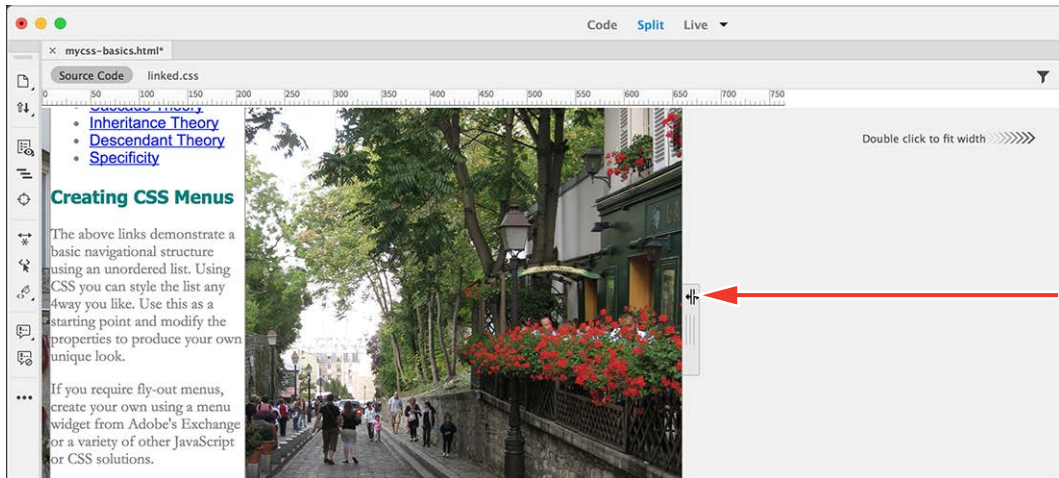 Code Split Live
× mycss-basics.html*
Source Code linked.css
0 50 100 150 200 250 300 350 400 450 500 550 600 650 700 750
Cascade Theory
Inheritance Theory
Descendant Theory
Specificity
Double click to fit width
Creating CSS Menus
The above links demonstrate a
basic navigational structure
using an unordered list. Using
CSS you can style the list any
4way you like. Use this as a
starting point and modify the
properties to produce your own
unique look.
If you require fly-out menus,
create your own using a menu
widget from Adobe's Exchange
or a variety of other JavaScript
or CSS solutions.